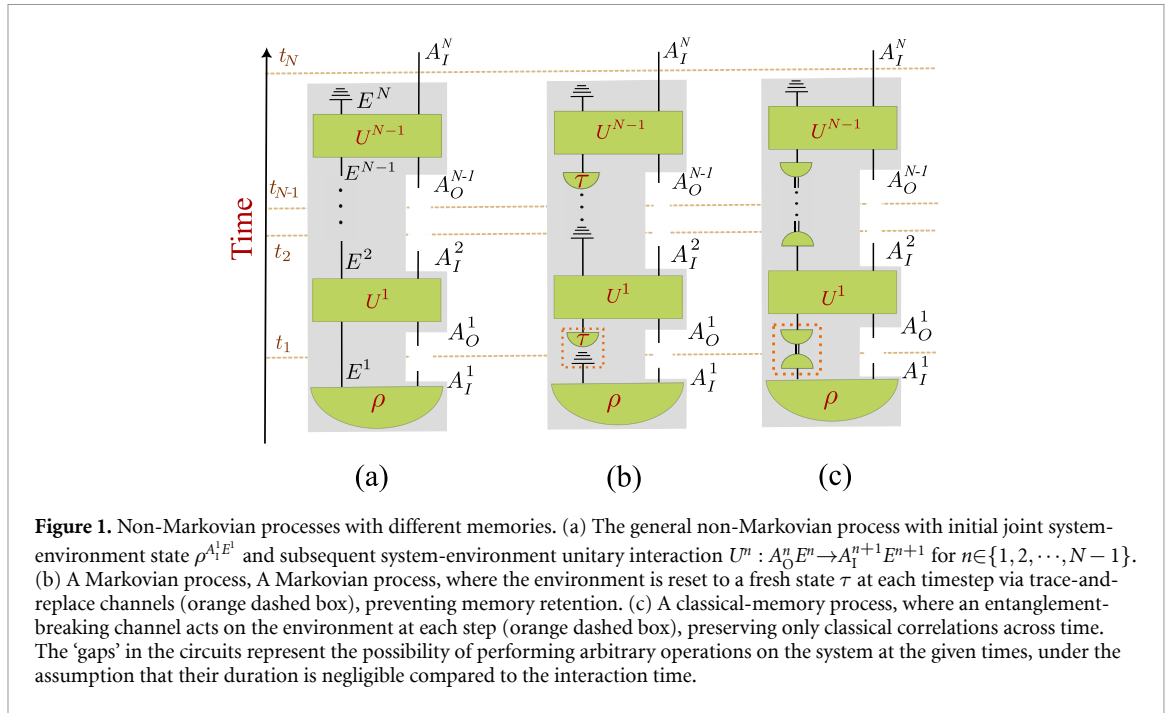 t_N
A_I^N
A_I^N
A_I^N
E^N
U^{N-1}
U^{N-1}
U^{N-1}
E^{N-1}
τ
A_O^{N-1}
A_O^{N-1}
A_O^{N-1}
t_{N-1}
Time
t_2
E^2
A_I^2
A_I^2
A_I^2
U^1
U^1
U^1
A_O^1
A_O^1
A_O^1
τ
t_1
E^1
A_I^1
A_I^1
A_I^1
ρ
ρ
ρ
(a)
(b)
(c)
Figure 1. Non-Markovian processes with different memories. (a) The general non-Markovian process with initial joint system-
environment state ρ^{A_I^1 E^1} and subsequent system-environment unitary interaction U^n : A_O^n E^n → A_I^{n+1} E^{n+1} for n∈{1, 2, ⋯, N − 1}.
(b) A Markovian process, A Markovian process, where the environment is reset to a fresh state τ at each timestep via trace-and-
replace channels (orange dashed box), preventing memory retention. (c) A classical-memory process, where an entanglement-
breaking channel acts on the environment at each step (orange dashed box), preserving only classical correlations across time.
The ‘gaps’ in the circuits represent the possibility of performing arbitrary operations on the system at the given times, under the
assumption that their duration is negligible compared to the interaction time.